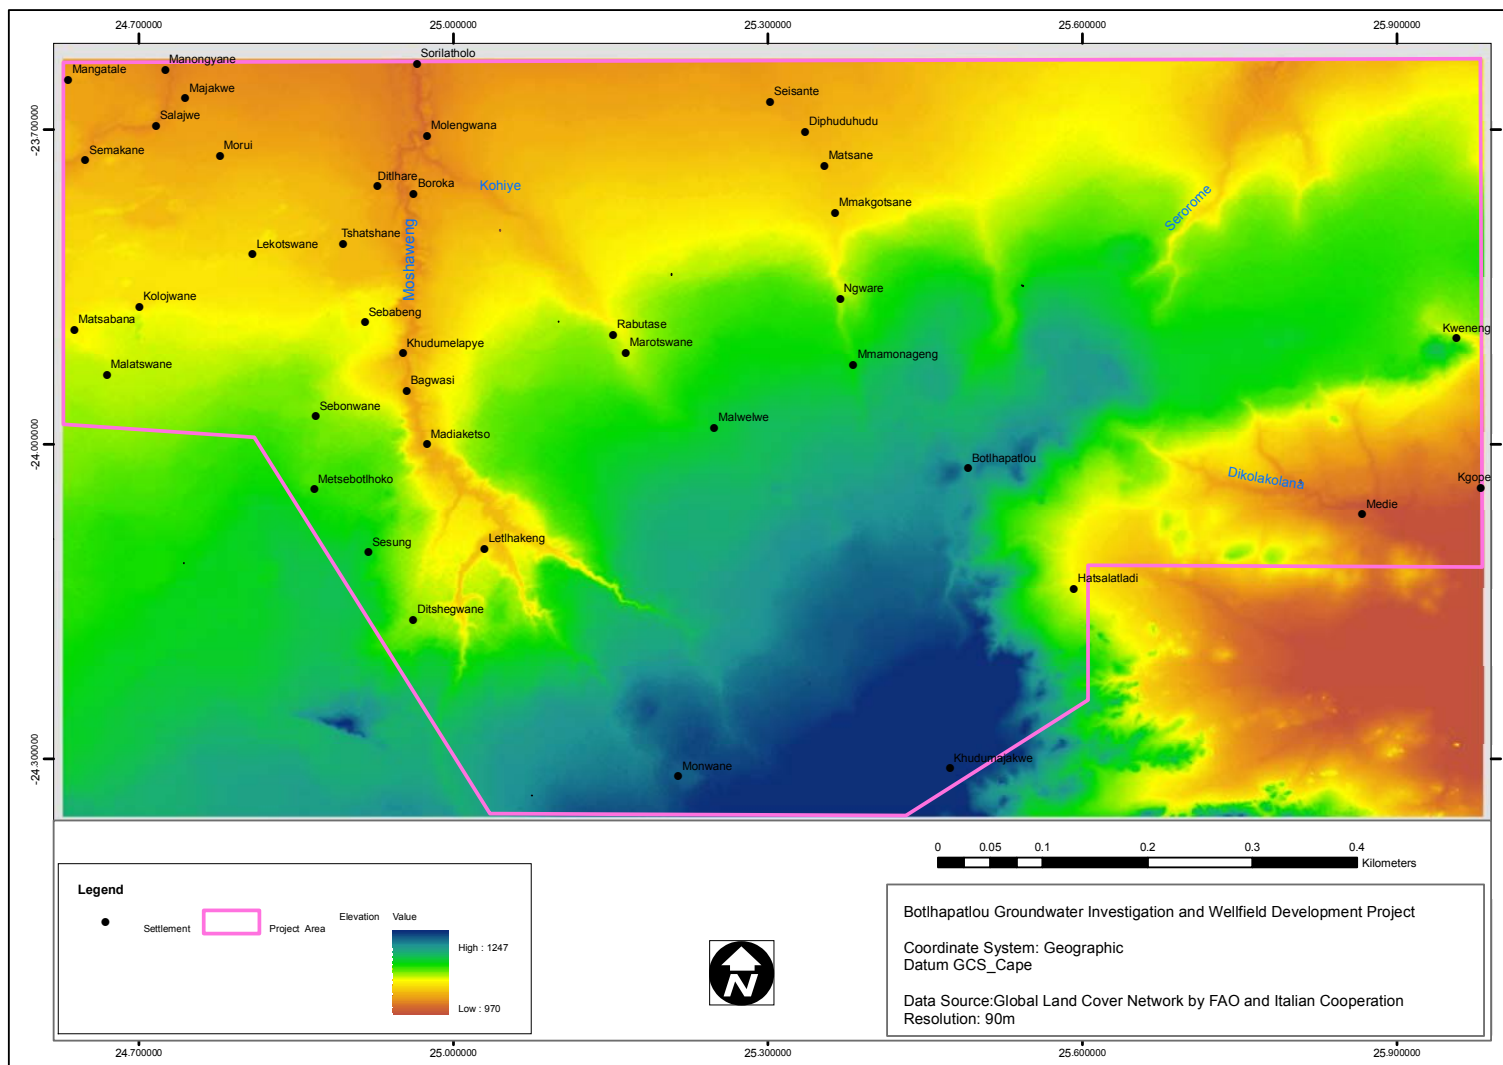 24.700000
25.000000
25.300000
25.600000
25.900000
-23.700000
-24.000000
-24.300000
Sorilatholo
Manongyane
Mangatale
Majakwe
Seisante
Salajwe
Diphuduhudu
Molengwana
Semakane
Morui
Matsane
Ditlhare
Boroka
Kohiye
Serorome
Mmakgotsane
Tshatshane
Lekotswane
Moshaweng
Kolojwane
Ngware
Sebabeng
Matsabana
Rabutase
Kweneng
Khudumelapye
Marotswane
Malatswane
Mmamonageng
Bagwasi
Sebonwane
Malwelwe
Madiaketso
Botlhapatlou
Dikolakolana
Kgope
Metsebotlhoko
Medie
Letlhakeng
Sesung
Hatsalatladi
Ditshegwane
Monwane
Khudumajakwe
0 0.05 0.1 0.2 0.3 0.4
Kilometers
Legend
Settlement
Project Area
Elevation Value
High : 1247
Low : 970
N
Botlhapatlou Groundwater Investigation and Wellfield Development Project
Coordinate System: Geographic
Datum GCS_Cape
Data Source:Global Land Cover Network by FAO and Italian Cooperation
Resolution: 90m
24.700000
25.000000
25.300000
25.600000
25.900000